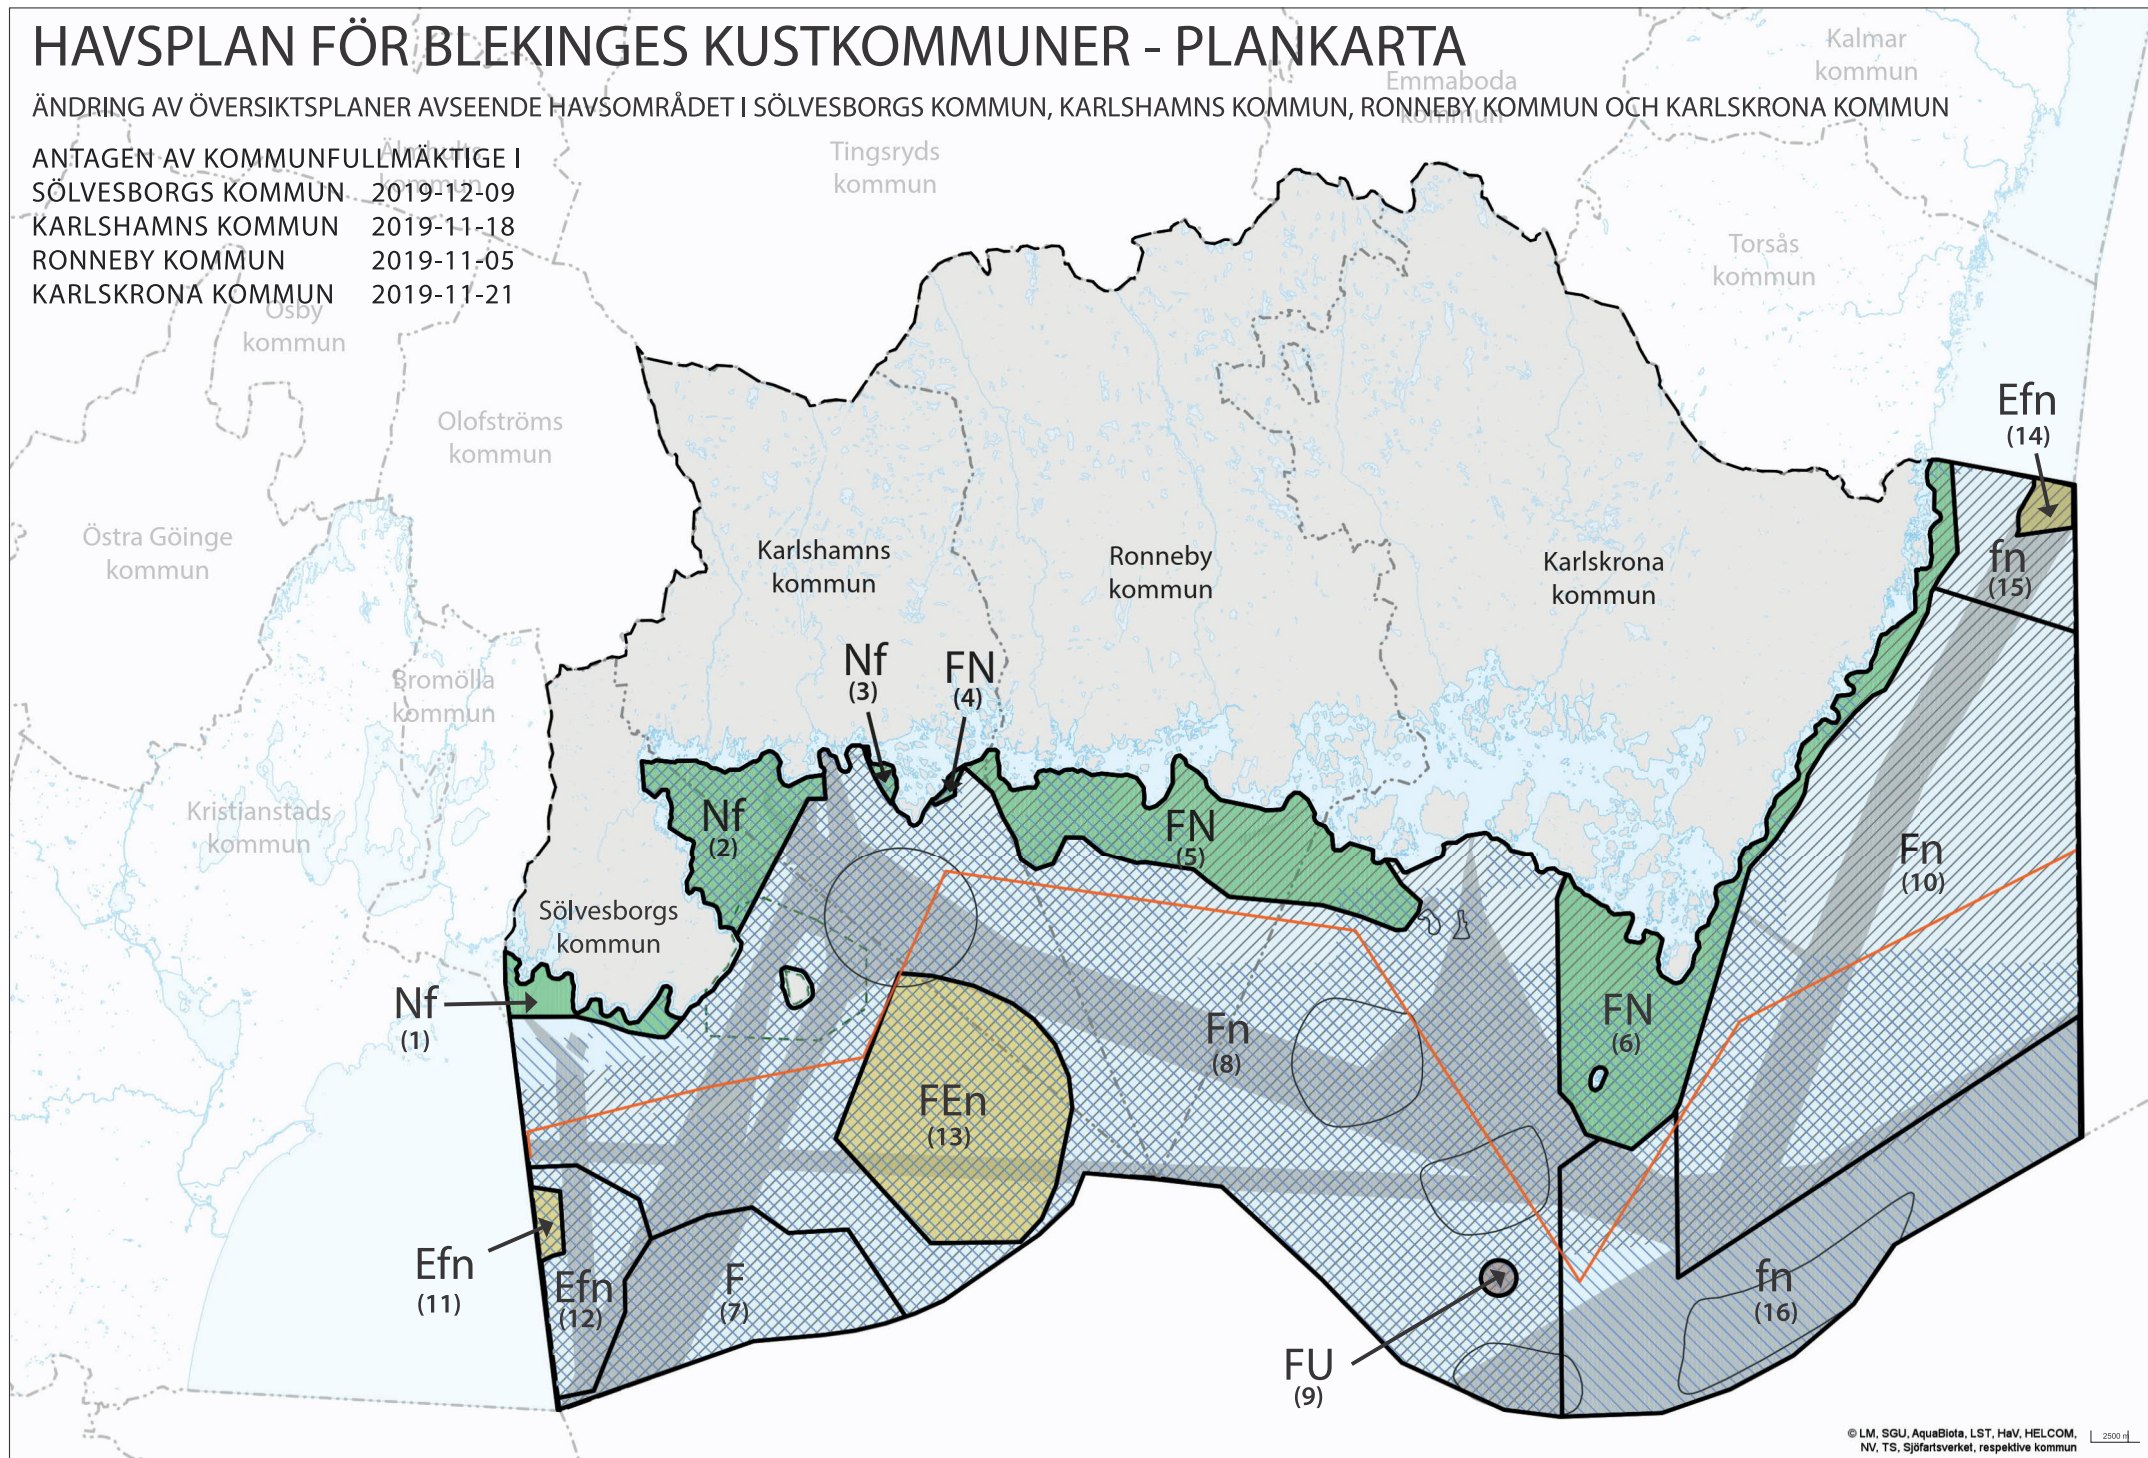 HAVSPLAN FÖR BLEKINGES KUSTKOMMUNER - PLANKARTA
ÄNDRING AV ÖVERSIKTSPLANER AVSEENDE HAVSOMRÅDET I SÖLVESBORGS KOMMUN, KARLSHAMNS KOMMUN, RONNEBY KOMMUN OCH KARLSKRONA KOMMUN
ANTAGEN AV KOMMUNFULLMÄKTIGE I
SÖLVESBORGS KOMMUN 2019-12-09
KARLSHAMNS KOMMUN 2019-11-18
RONNEBY KOMMUN 2019-11-05
KARLSKRONA KOMMUN 2019-11-21
Älmhults
kommun
Tingsryds
kommun
Emmaboda
kommun
Kalmar
kommun
Torsås
kommun
Osby
kommun
Olofströms
kommun
Östra Göinge
kommun
Bromölla
kommun
Kristianstads
kommun
Karlshamns
kommun
Ronneby
kommun
Karlskrona
kommun
Sölvesborgs
kommun
Efn
(14)
fn
(15)
Nf
(3)
FN
(4)
Nf
(2)
FN
(5)
Fn
(10)
Nf
(1)
FN
(6)
Fn
(8)
FEn
(13)
Efn
(11)
Efn
(12)
F
(7)
fn
(16)
FU
(9)
© LM, SGU, AquaBiota, LST, HaV, HELCOM,
NV, TS, Sjöfartsverket, respektive kommun
2500 m